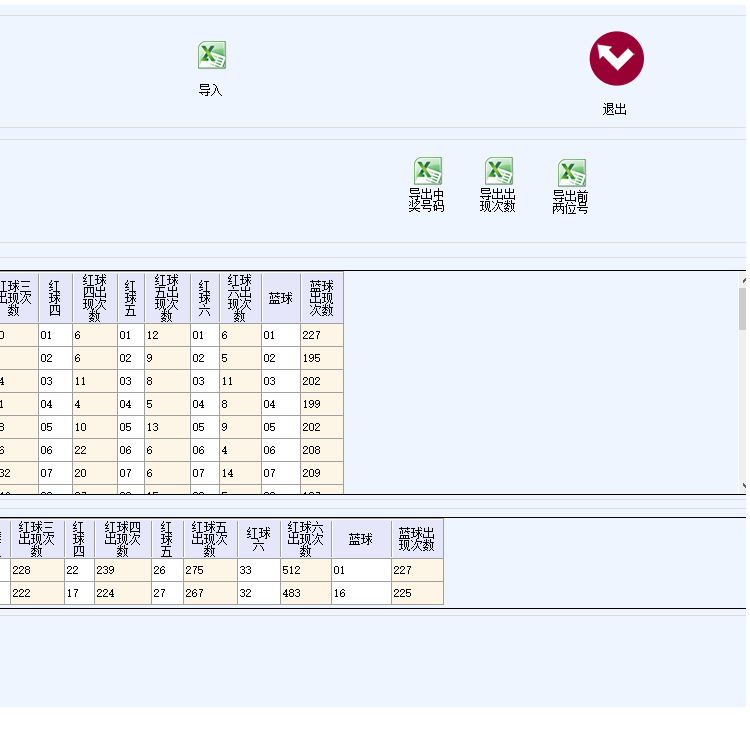 导入
退出
导出中
奖号码
导出出
现次数
导出前
两位号
红球三
出现次
数
红
球
四
红球
四出
现次
数
红
球
五
红球
五出
现次
数
红
球
六
红球
六出
现次
数
蓝球
蓝球
出现
次数
0 01 6 01 12 01 6 01 227
02 6 02 9 02 5 02 195
4 03 11 03 8 03 11 03 202
1 04 4 04 5 04 8 04 199
8 05 10 05 13 05 9 05 202
6 06 22 06 6 06 4 06 208
32 07 20 07 6 07 14 07 209
红球三
出现次
数
红
球
四
红球四
出现次
数
红
球
五
红球五
出现次
数
红球
六
红球六
出现次
数
蓝球
蓝球出
现次数
228 22 239 26 275 33 512 01 227
222 17 224 27 267 32 483 16 225